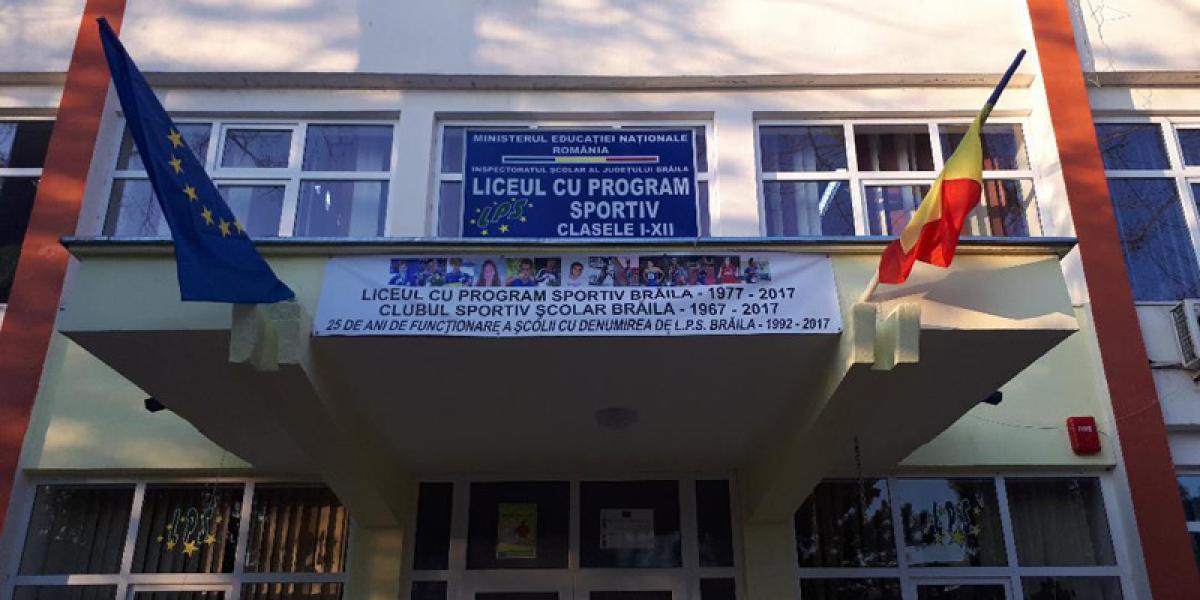 MINISTERUL EDUCAȚIEI NAȚIONALE
ROMÂNIA
INSPECTORATUL ȘCOLAR AL JUDEȚULUI BRĂILA
LICEUL CU PROGRAM
SPORTIV
CLASELE I-XII
LPS
LICEUL CU PROGRAM SPORTIV BRĂILA - 1977 - 2017
CLUBUL SPORTIV ȘCOLAR BRĂILA - 1967 - 2017
25 DE ANI DE FUNCȚIONARE A ȘCOLII CU DENUMIREA DE L.P.S. BRĂILA - 1992 - 2017
LPS
LPS